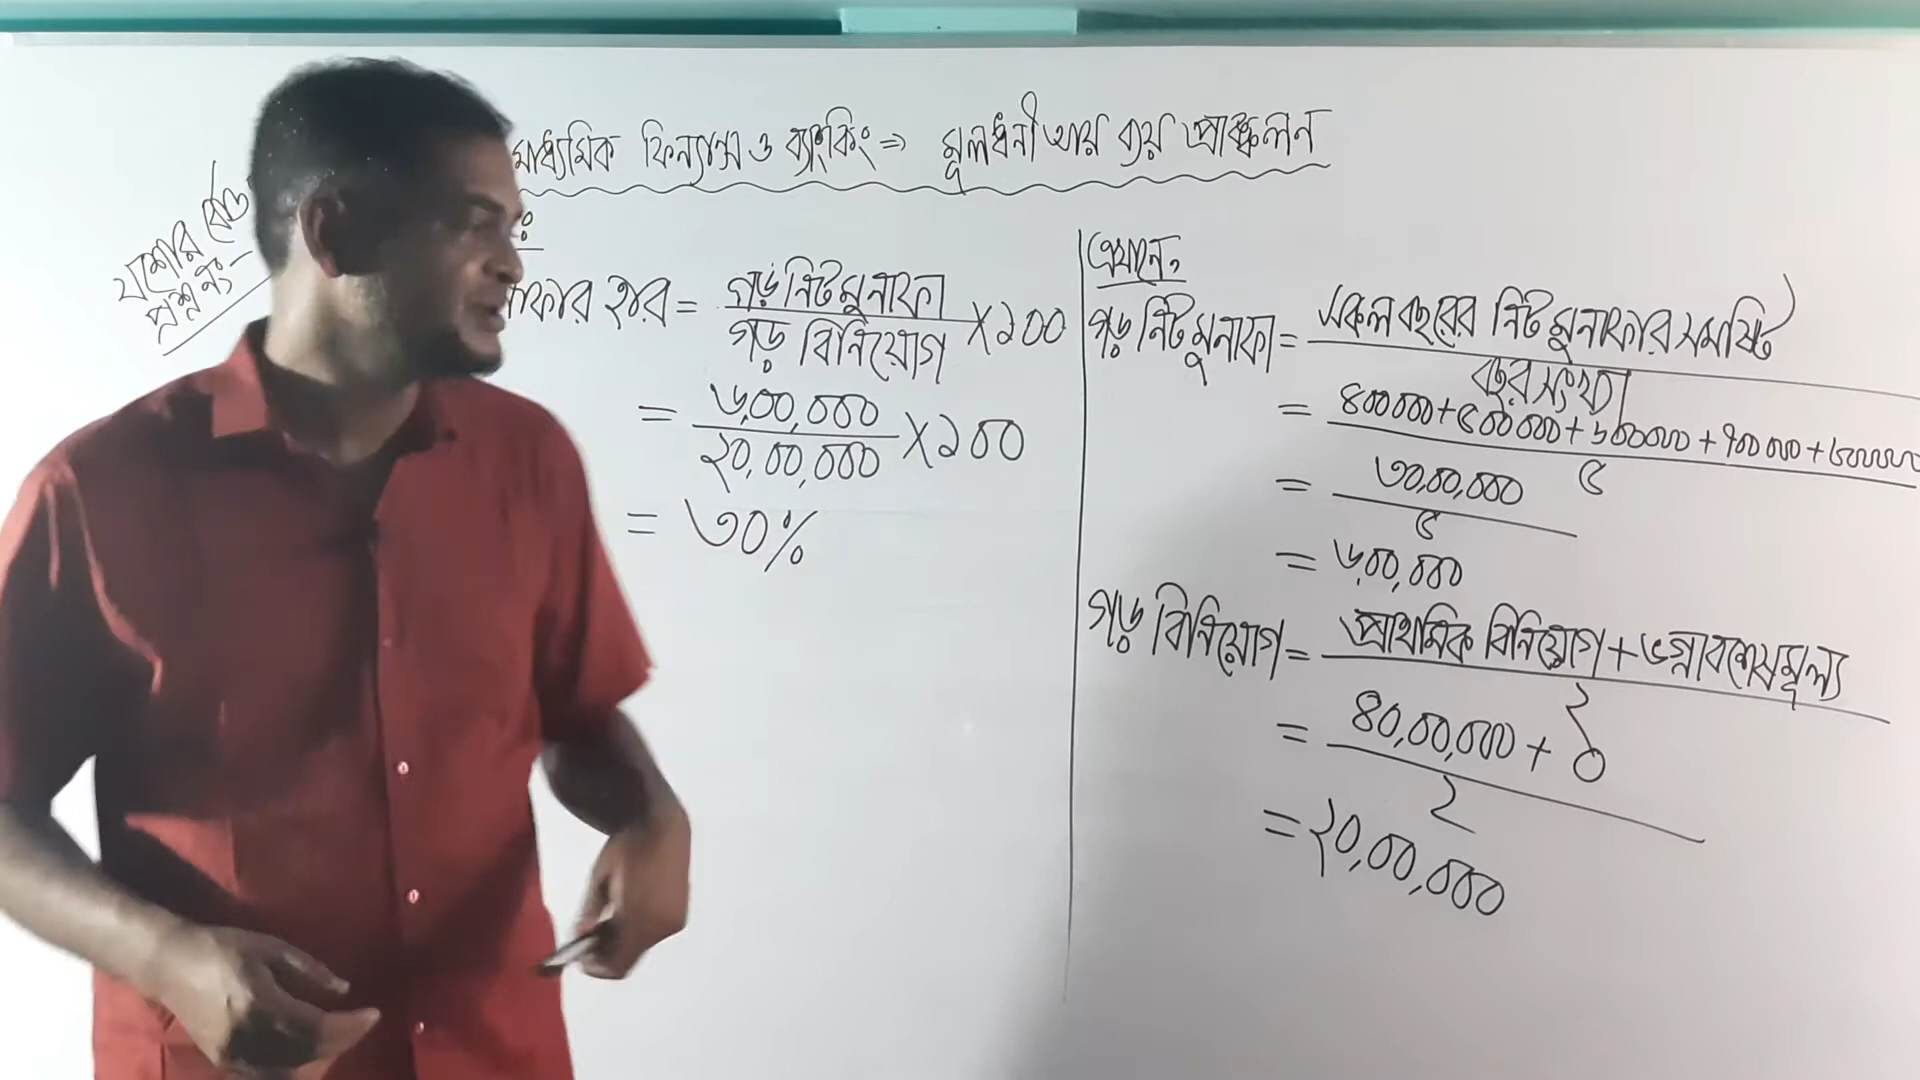 মাধ্যমিক ফিন্যান্স ও ব্যাংকিং ⇒ মূলধনী আয় ব্যয় প্রাক্কলন
যশোর বোর্ড
প্রশ্ন নং-
হার = গড় নিট মুনাফা / গড় বিনিয়োগ × ১০০
= ৬,০০,০০০ / ২০,০০,০০০ × ১০০
= ৩০%
এখানে,
গড় নিট মুনাফা = সকল বছরের নিট মুনাফার সমষ্টি / বছর সংখ্যা
= ৪০০০০০+৫০০০০০+৬০০০০০+৭০০০০০+৮০০০০০ / ৫
= ৩০,০০,০০০ / ৫
= ৬,০০,০০০
গড় বিনিয়োগ = প্রাথমিক বিনিয়োগ + ভগ্নাবশেষ মূল্য / ২
= ৪০,০০,০০০ + ০ / ২
= ২০,০০,০০০